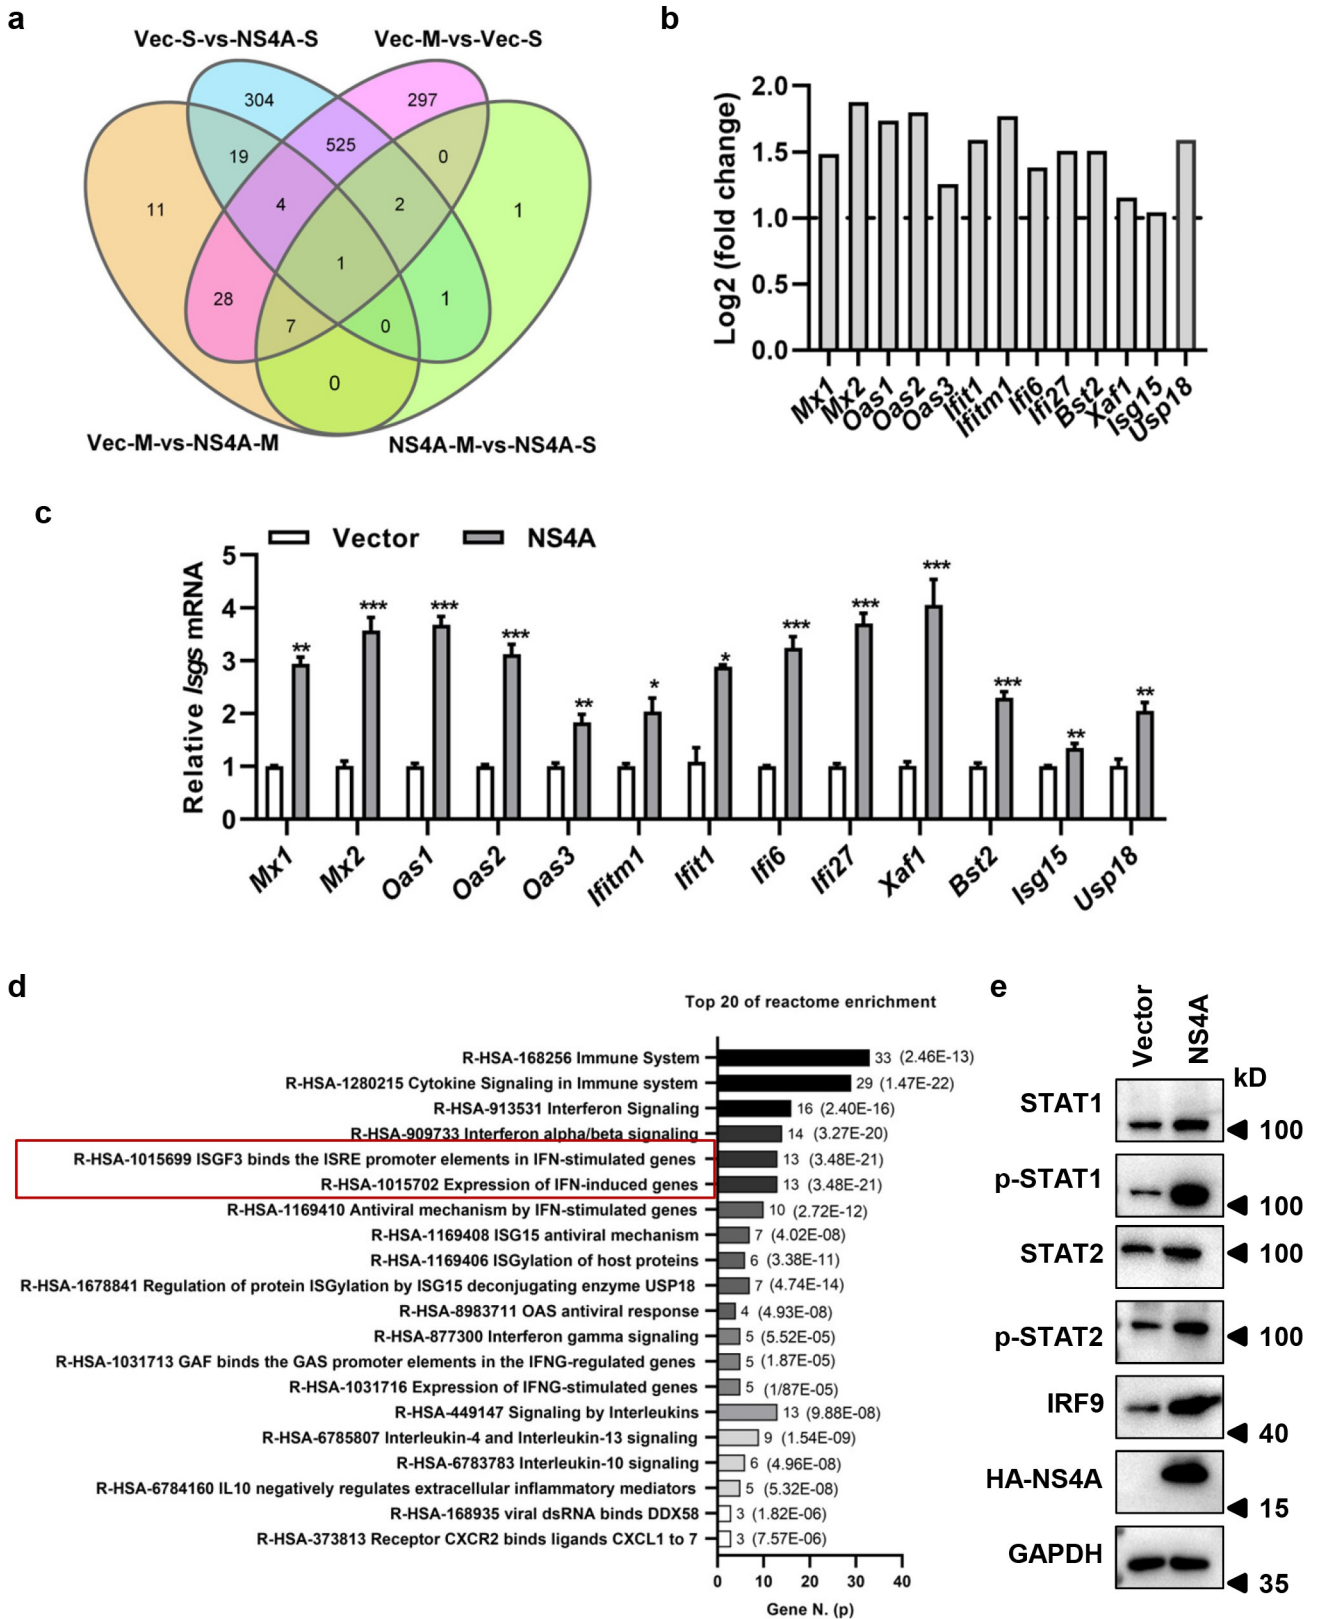 a
Vec-S-vs-NS4A-S
Vec-M-vs-Vec-S
304
297
19
525
0
11
4
2
1
1
28
1
7
0
0
Vec-M-vs-NS4A-M
NS4A-M-vs-NS4A-S
b
Log2 (fold change)
2.0
1.5
1.0
0.5
0.0
Mx1
Mx2
Oas1
Oas2
Oas3
Ifit1
Ifitm1
Ifi6
Ifi27
Bst2
Xaf1
Isg15
Usp18
c
Vector
NS4A
Relative Isgs mRNA
5
4
3
2
1
0
**
***
***
***
**
*
*
***
***
***
***
**
**
Mx1
Mx2
Oas1
Oas2
Oas3
Ifitm1
Ifit1
Ifi6
Ifi27
Xaf1
Bst2
Isg15
Usp18
d
Top 20 of reactome enrichment
R-HSA-168256 Immune System 33 (2.46E-13)
R-HSA-1280215 Cytokine Signaling in Immune system 29 (1.47E-22)
R-HSA-913531 Interferon Signaling 16 (2.40E-16)
R-HSA-909733 Interferon alpha/beta signaling 14 (3.27E-20)
R-HSA-1015699 ISGF3 binds the ISRE promoter elements in IFN-stimulated genes 13 (3.48E-21)
R-HSA-1015702 Expression of IFN-induced genes 13 (3.48E-21)
R-HSA-1169410 Antiviral mechanism by IFN-stimulated genes 10 (2.72E-12)
R-HSA-1169408 ISG15 antiviral mechanism 7 (4.02E-08)
R-HSA-1169406 ISGylation of host proteins 6 (3.38E-11)
R-HSA-1678841 Regulation of protein ISGylation by ISG15 deconjugating enzyme USP18 7 (4.74E-14)
R-HSA-8983711 OAS antiviral response 4 (4.93E-08)
R-HSA-877300 Interferon gamma signaling 5 (5.52E-05)
R-HSA-1031713 GAF binds the GAS promoter elements in the IFNG-regulated genes 5 (1.87E-05)
R-HSA-1031716 Expression of IFNG-stimulated genes 5 (1/87E-05)
R-HSA-449147 Signaling by Interleukins 13 (9.88E-08)
R-HSA-6785807 Interleukin-4 and Interleukin-13 signaling 9 (1.54E-09)
R-HSA-6783783 Interleukin-10 signaling 6 (4.96E-08)
R-HSA-6784160 IL10 negatively regulates extracellular inflammatory mediators 5 (5.32E-08)
R-HSA-168935 viral dsRNA binds DDX58 3 (1.82E-06)
R-HSA-373813 Receptor CXCR2 binds ligands CXCL1 to 7 3 (7.57E-06)
0 10 20 30 40
Gene N. (p)
e
Vector
NS4A
kD
STAT1 100
p-STAT1 100
STAT2 100
p-STAT2 100
IRF9 40
HA-NS4A 15
GAPDH 35